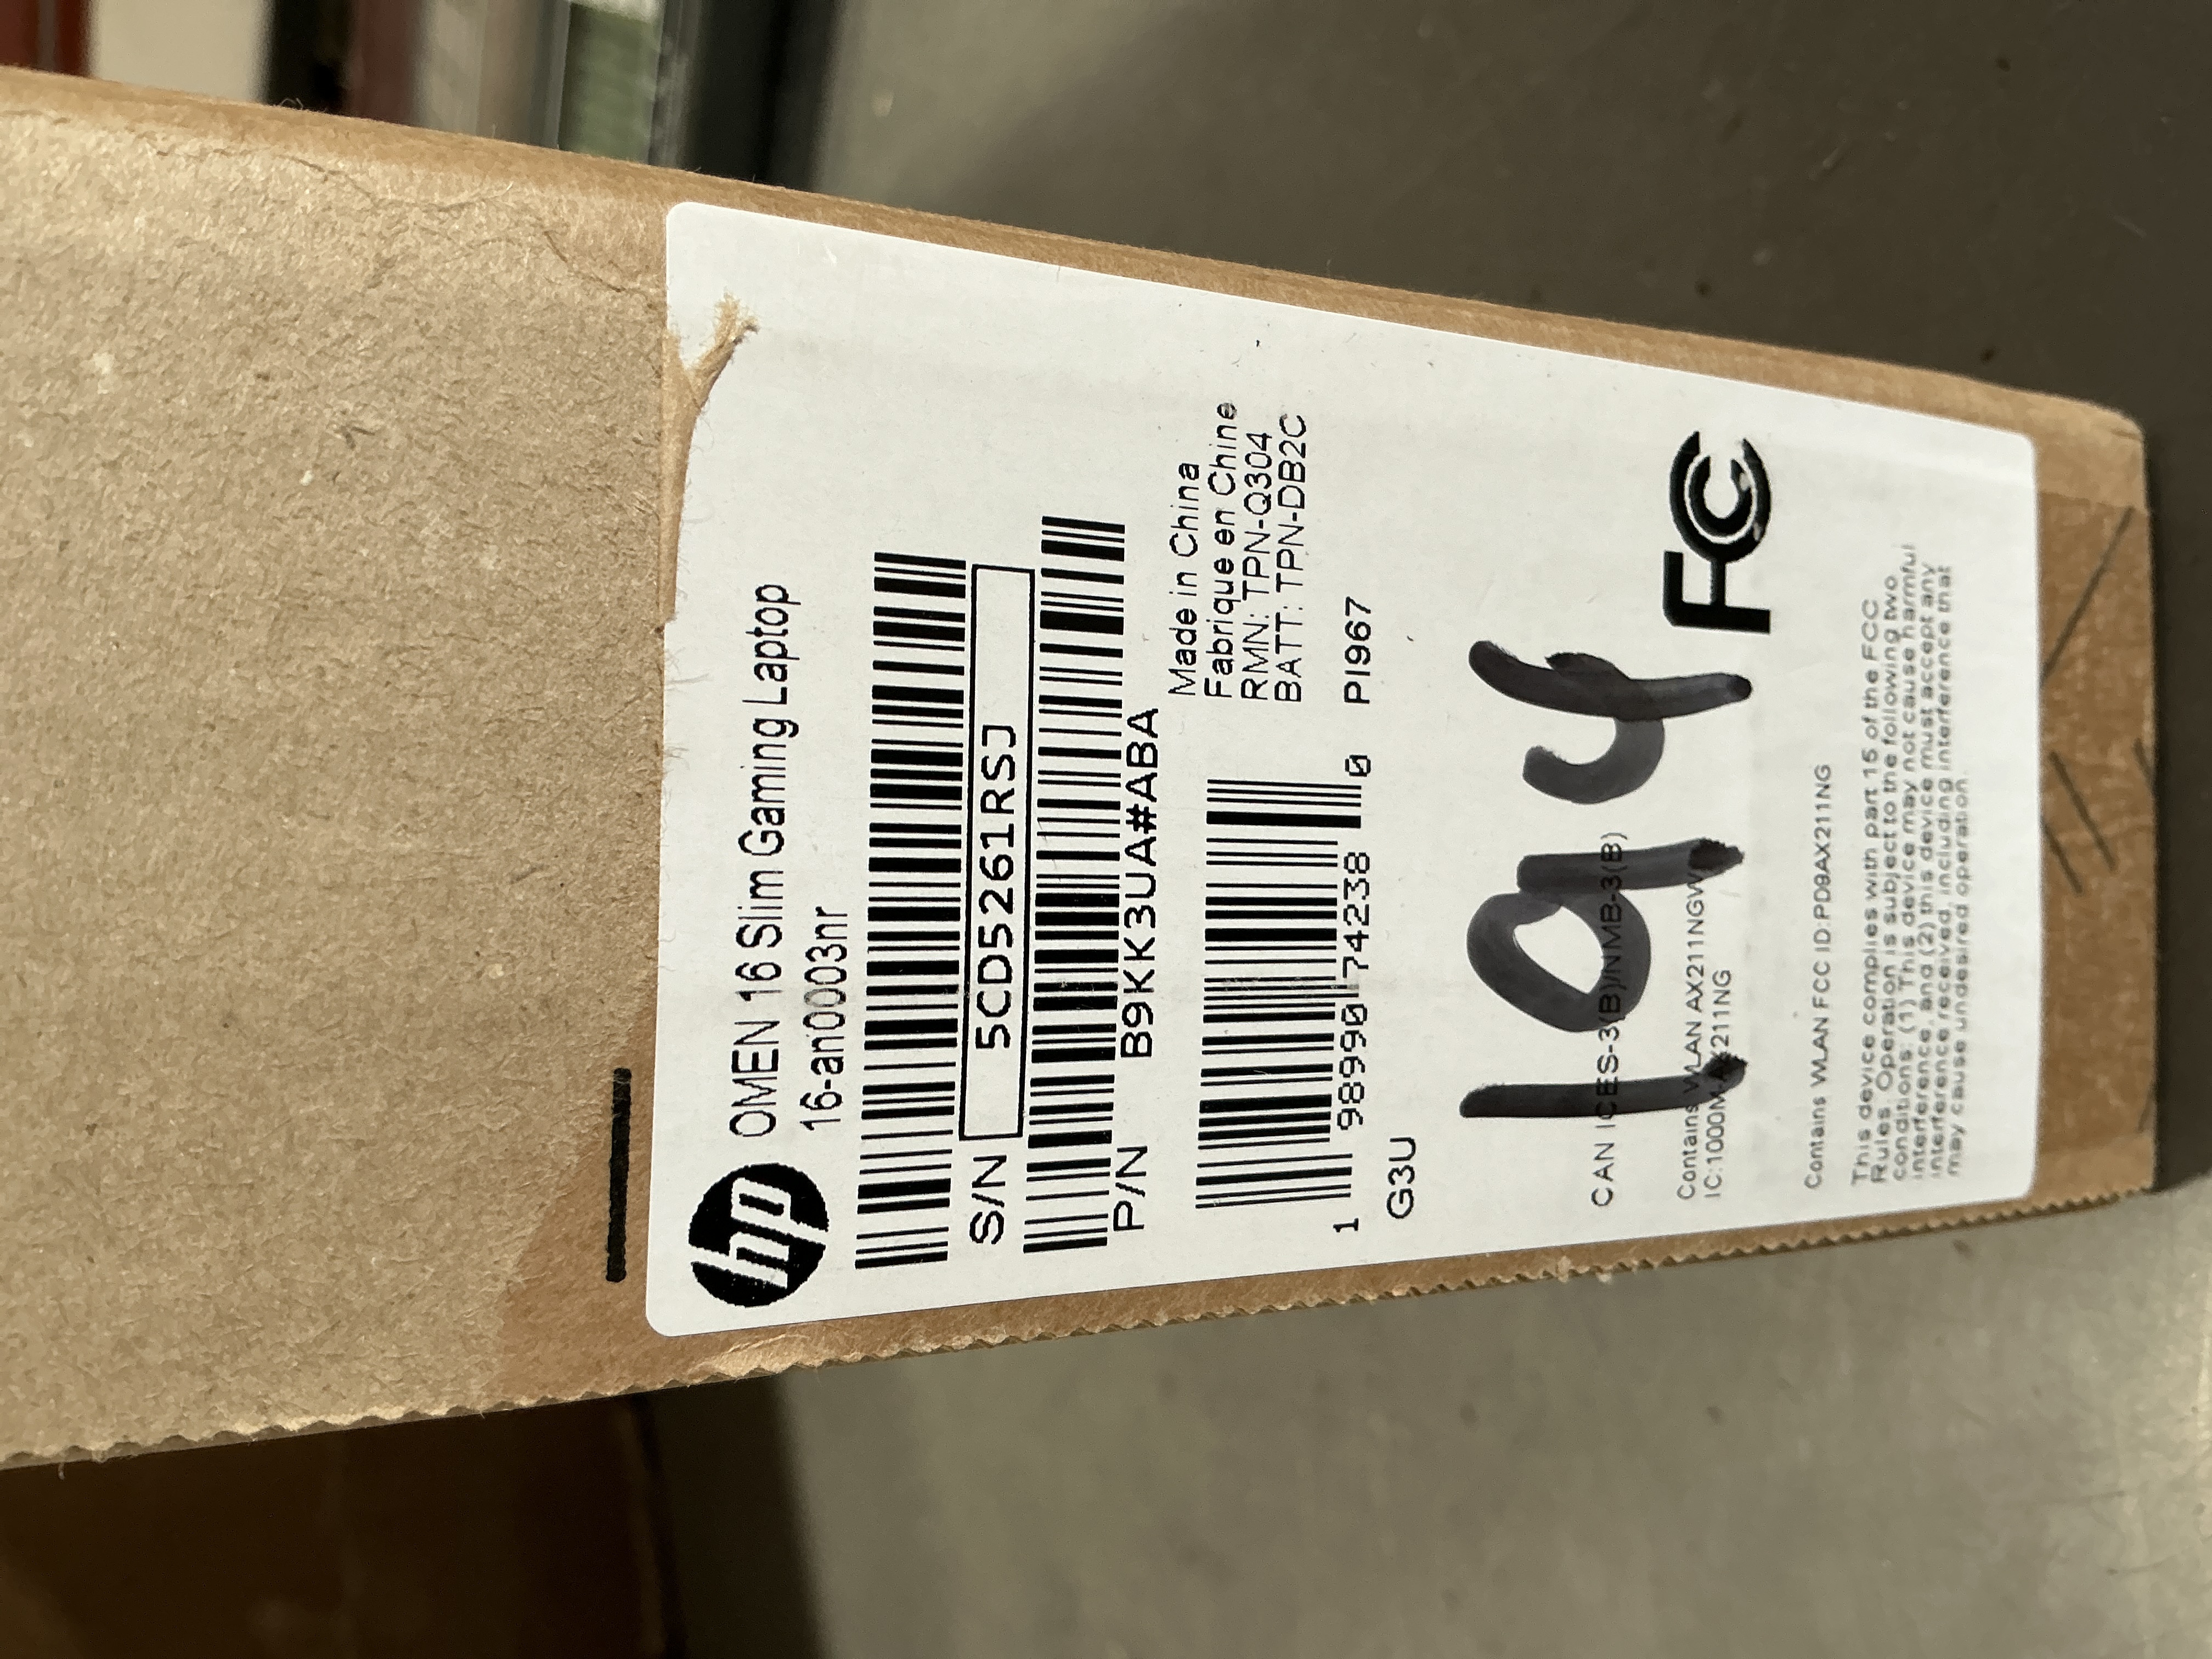 hp
OMEN 16 Slim Gaming Laptop
16-an0003nr
S/N 5CD5261RSJ
P/N B9KK3UA#ABA
Made in China
Fabrique en Chine
RMN: TPN-Q304
BATT: TPN-DB2C
1 98990 74238 0 PI967
G3U
194
FC
CAN ICES-3(B)/NMB-3(B)
Contains WLAN AX211NGW
211NG
Contains WLAN FCC ID:PD9AX211NG
This device complies with part 15 of the FCC
Rules. Operation is subject to the following two
conditions: (1) This device may not cause harmful
interference, and (2) this device must accept any
interference received, including interference that
may cause undesired operation.